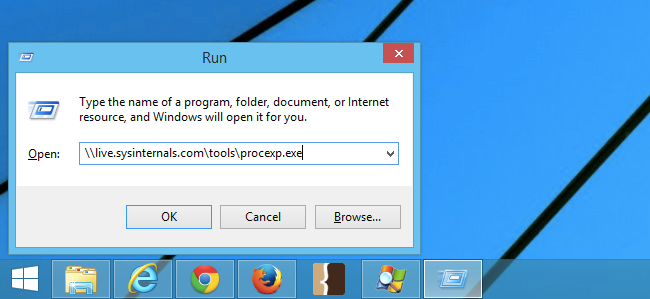 Run
Type the name of a program, folder, document, or Internet
resource, and Windows will open it for you.
Open: \\live.sysinternals.com\tools\procexp.exe
OK Cancel Browse...